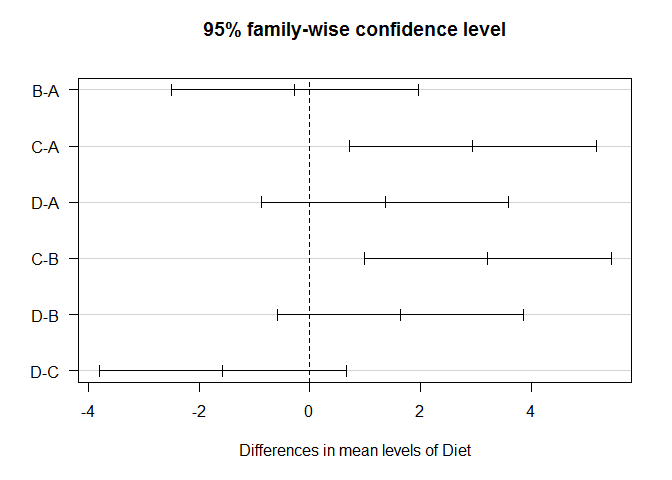 95% family-wise confidence level
B-A
C-A
D-A
C-B
D-B
D-C
-4 -2 0 2 4
Differences in mean levels of Diet